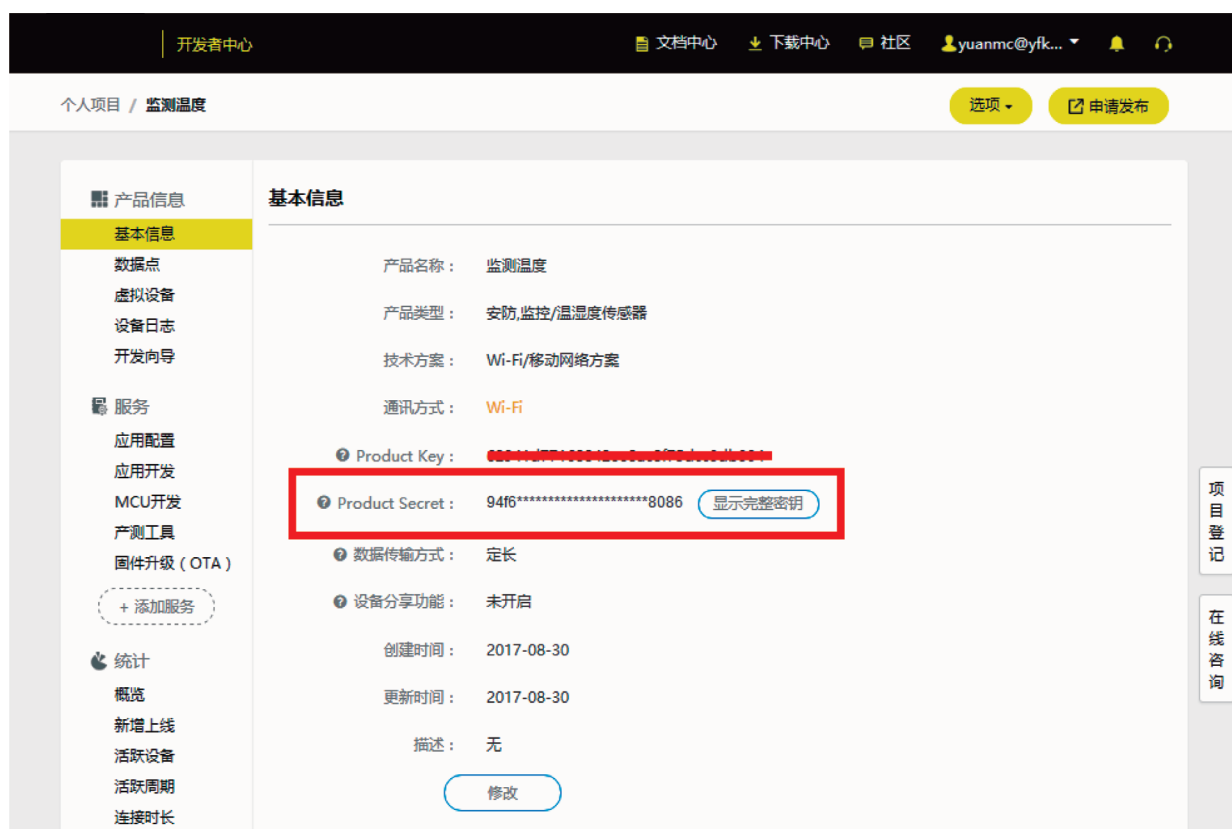 开发者中心
文档中心
下载中心
社区
yuanmc@yfk...
个人项目 / 监测温度
选项
申请发布
产品信息
基本信息
数据点
虚拟设备
设备日志
开发向导
服务
应用配置
应用开发
MCU开发
产测工具
固件升级（OTA）
+ 添加服务
统计
概览
新增上线
活跃设备
活跃周期
连接时长
基本信息
产品名称： 监测温度
产品类型： 安防,监控/温湿度传感器
技术方案： Wi-Fi/移动网络方案
通讯方式： Wi-Fi
Product Key：
Product Secret： 94f6*********************8086 显示完整密钥
数据传输方式： 定长
设备分享功能： 未开启
创建时间： 2017-08-30
更新时间： 2017-08-30
描述： 无
修改
项目登记
在线咨询